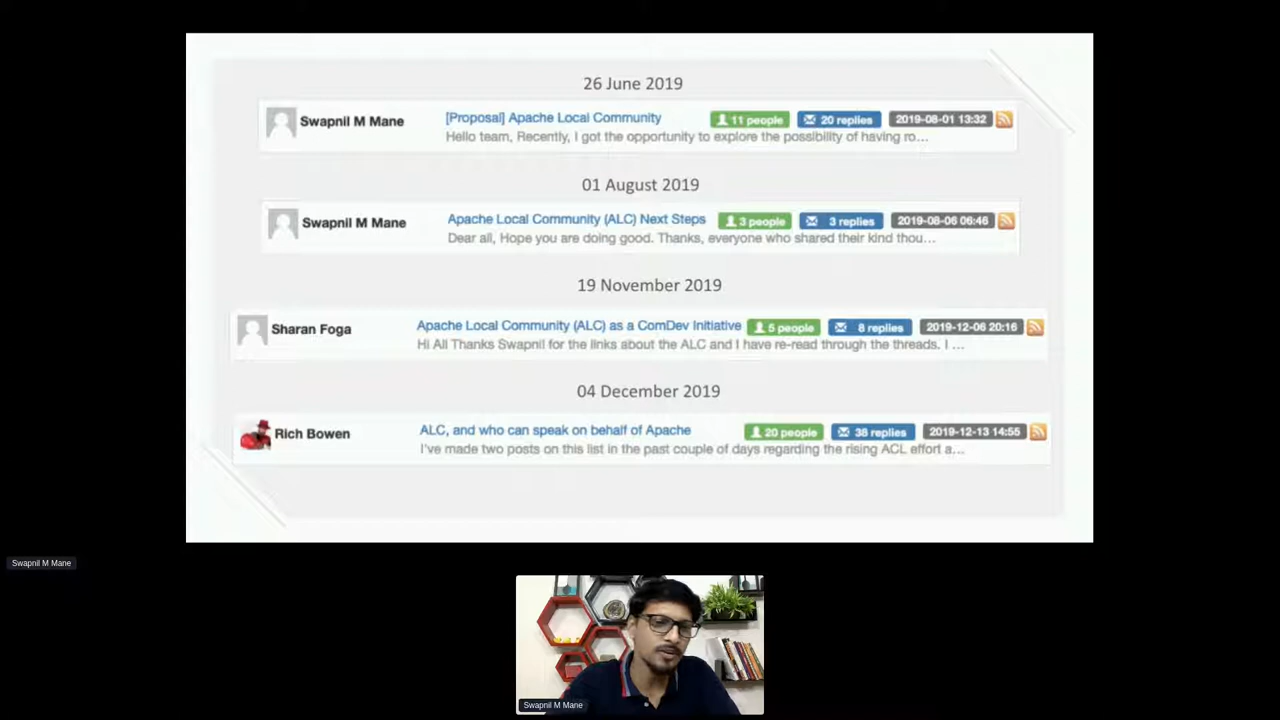 26 June 2019
Swapnil M Mane
[Proposal] Apache Local Community
11 people
20 replies
2019-08-01 13:32
Hello team, Recently, I got the opportunity to explore the possibility of having ro...
01 August 2019
Swapnil M Mane
Apache Local Community (ALC) Next Steps
3 people
3 replies
2019-08-06 06:46
Dear all, Hope you are doing good. Thanks, everyone who shared their kind thou...
19 November 2019
Sharan Foga
Apache Local Community (ALC) as a ComDev Initiative
5 people
8 replies
2019-12-06 20:16
Hi All Thanks Swapnil for the links about the ALC and I have re-read through the threads. I ...
04 December 2019
Rich Bowen
ALC, and who can speak on behalf of Apache
20 people
38 replies
2019-12-13 14:55
I've made two posts on this list in the past couple of days regarding the rising ACL effort a...
Swapnil M Mane
Swapnil M Mane